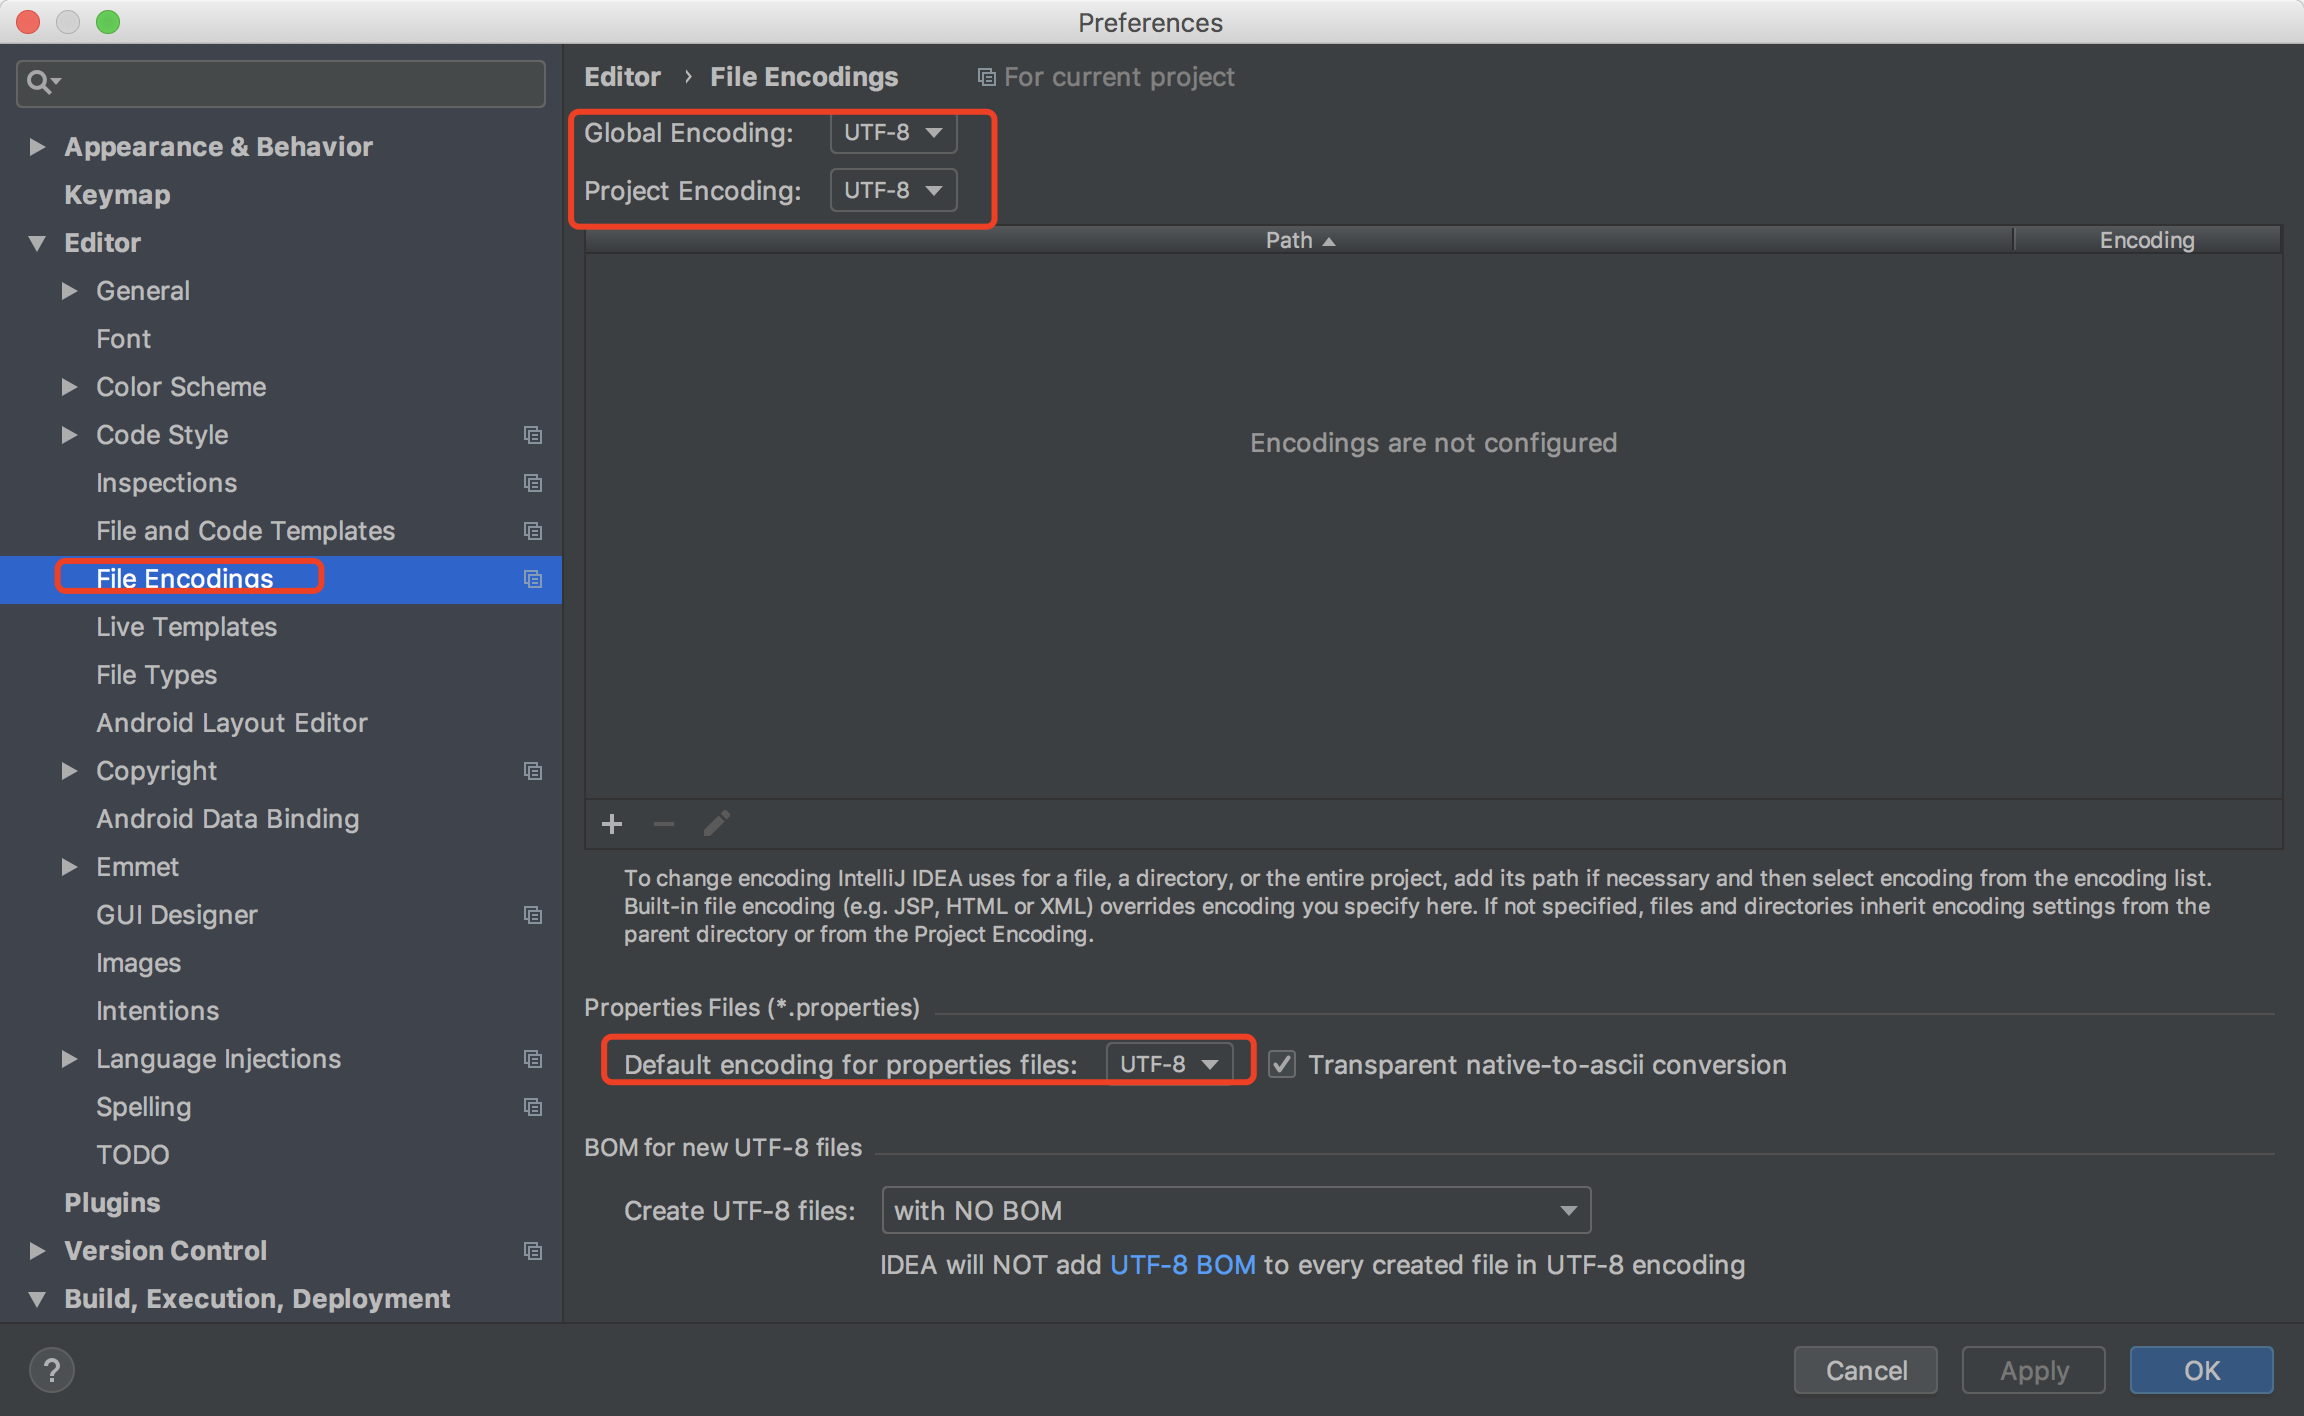 Preferences
Appearance & Behavior
Keymap
Editor
General
Font
Color Scheme
Code Style
Inspections
File and Code Templates
File Encodings
Live Templates
File Types
Android Layout Editor
Copyright
Android Data Binding
Emmet
GUI Designer
Images
Intentions
Language Injections
Spelling
TODO
Plugins
Version Control
Build, Execution, Deployment
Editor › File Encodings For current project
Global Encoding: UTF-8
Project Encoding: UTF-8
Path Encoding
Encodings are not configured
To change encoding IntelliJ IDEA uses for a file, a directory, or the entire project, add its path if necessary and then select encoding from the encoding list.
Built-in file encoding (e.g. JSP, HTML or XML) overrides encoding you specify here. If not specified, files and directories inherit encoding settings from the
parent directory or from the Project Encoding.
Properties Files (*.properties)
Default encoding for properties files: UTF-8 Transparent native-to-ascii conversion
BOM for new UTF-8 files
Create UTF-8 files: with NO BOM
IDEA will NOT add UTF-8 BOM to every created file in UTF-8 encoding
? Cancel Apply OK